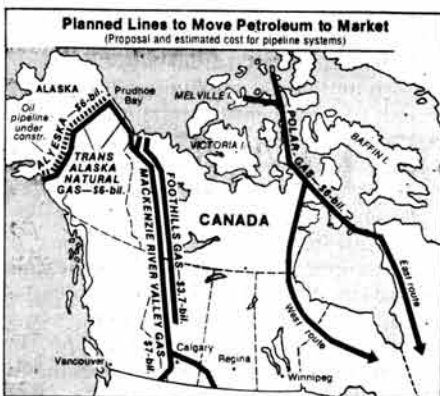 Planned Lines to Move Petroleum to Market
(Proposal and estimated cost for pipeline systems)
ALASKA
Oil
pipeline
under
constr.
ALYESKA $6-bil.
Prudhoe
Bay
TRANS
ALASKA
NATURAL
GAS—$6-bil.
MELVILLE I.
VICTORIA I.
BAFFIN I.
POLAR GAS—$6-bil.
CANADA
FOOTHILLS GAS—$3.7-bil.
MACKENZIE RIVER VALLEY GAS—
$7-bil.
East route
West route
Vancouver
Calgary
Regina
Winnipeg